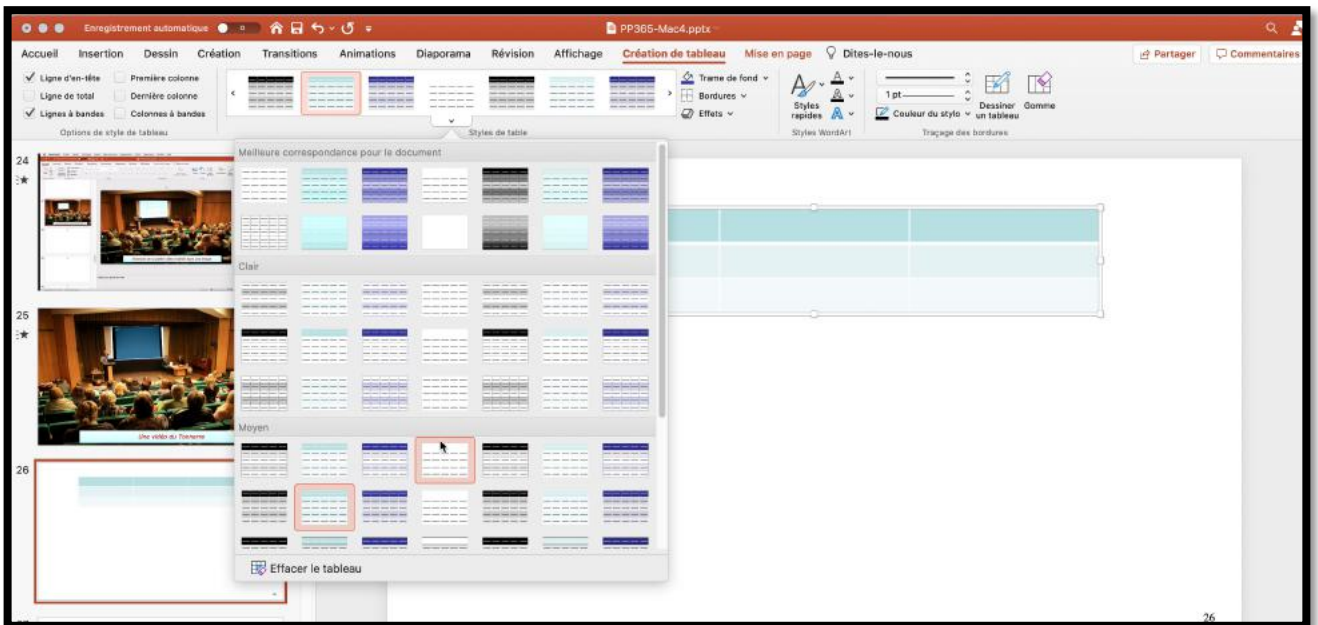 Enregistrement automatique
PP365-Mac4.pptx
Accueil Insertion Dessin Création Transitions Animations Diaporama Révision Affichage Création de tableau Mise en page Dites-le-nous Partager Commentaires
Ligne d'en-tête Première colonne
Ligne de total Dernière colonne
Lignes à bandes Colonnes à bandes
Options de style de tableau
Styles de table
Trame de fond
Bordures
Effets
Styles rapides
Styles WordArt
1 pt
Couleur du stylo
Dessiner un tableau
Gomme
Traçage des bordures
Meilleure correspondance pour le document
Clair
Moyen
Effacer le tableau
24
25
Une vidéo du Tonnerre
26
26